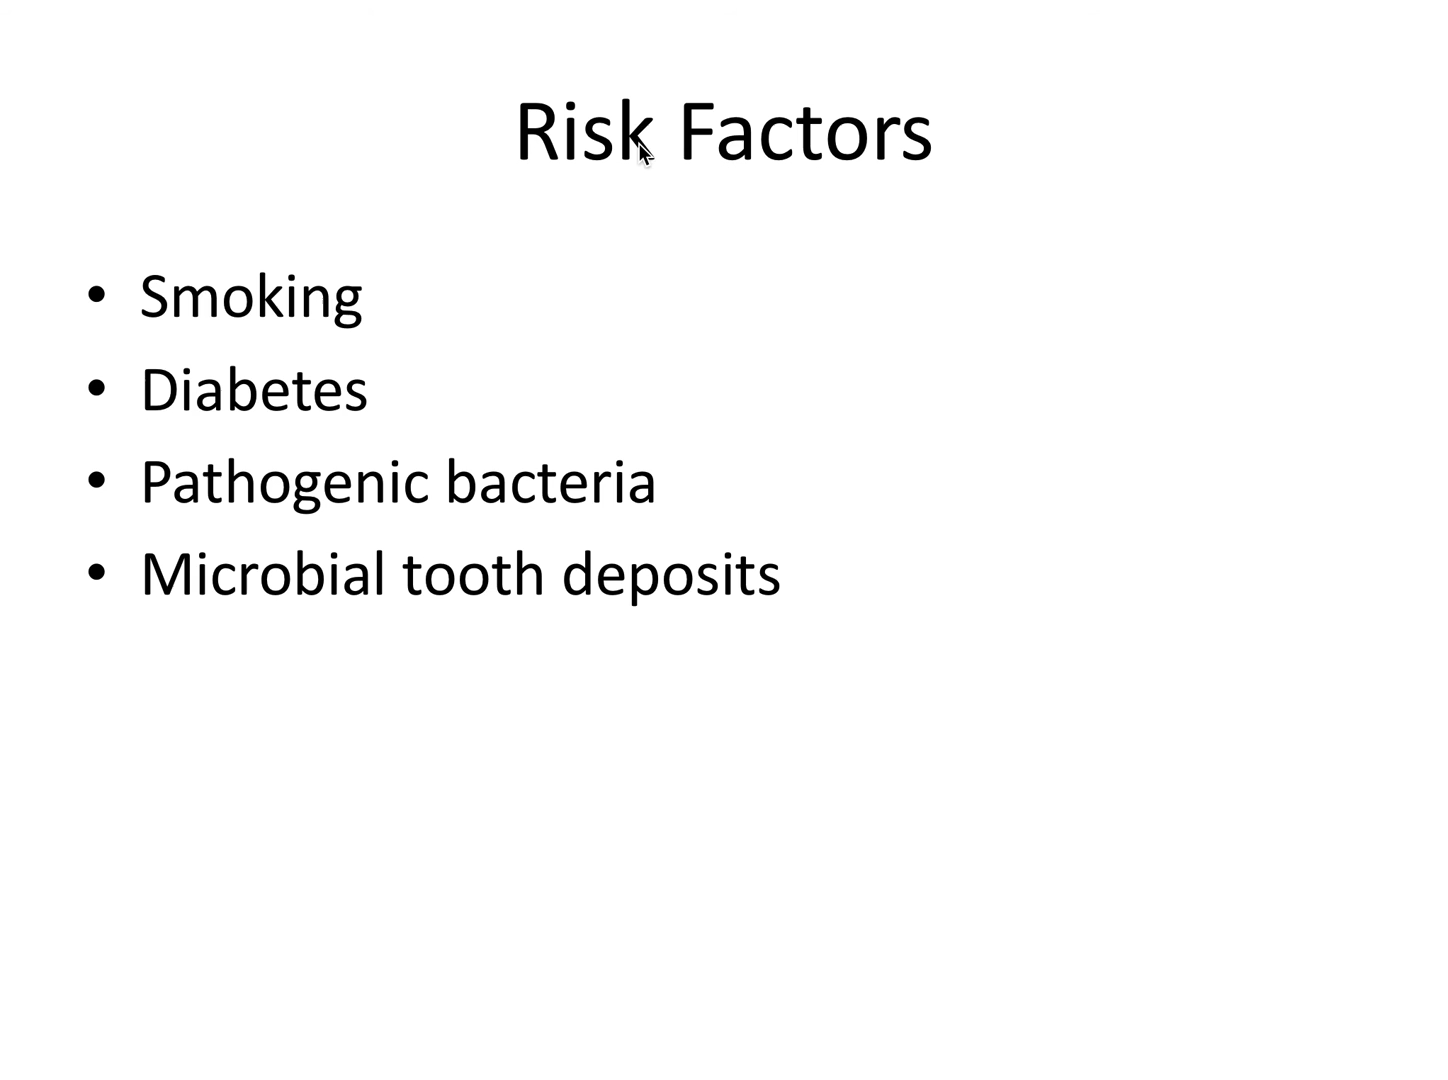 Risk Factors
• Smoking
• Diabetes
• Pathogenic bacteria
• Microbial tooth deposits